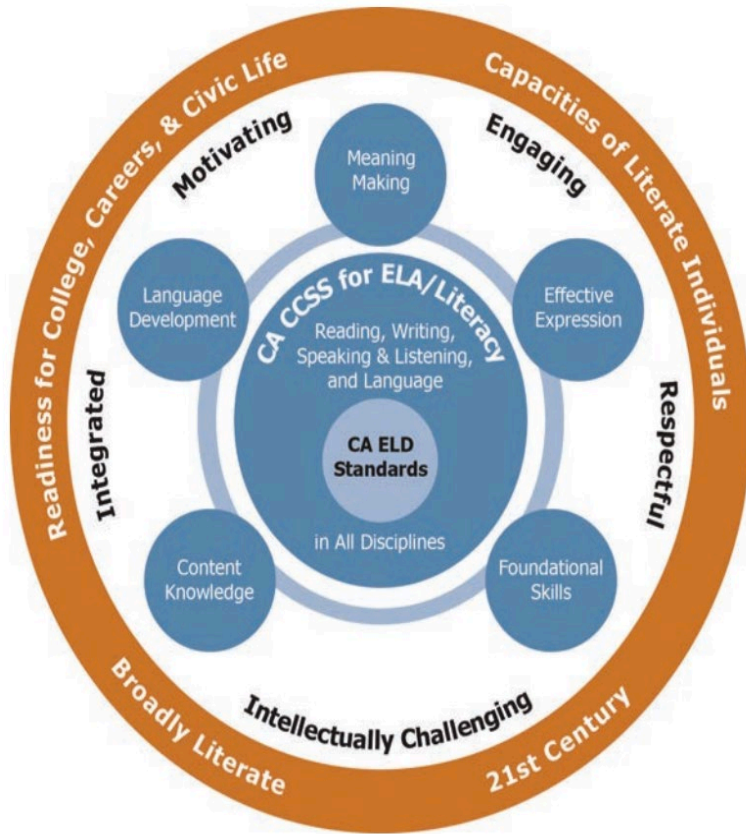 Readiness for College, Careers, & Civic Life
Capacities of Literate Individuals
Motivating
Engaging
Meaning
Making
Language
Development
Effective
Expression
CA CCSS for ELA/Literacy
Reading, Writing,
Speaking & Listening,
and Language
CA ELD
Standards
in All Disciplines
Integrated
Respectful
Content
Knowledge
Foundational
Skills
Intellectually Challenging
Broadly Literate
21st Century